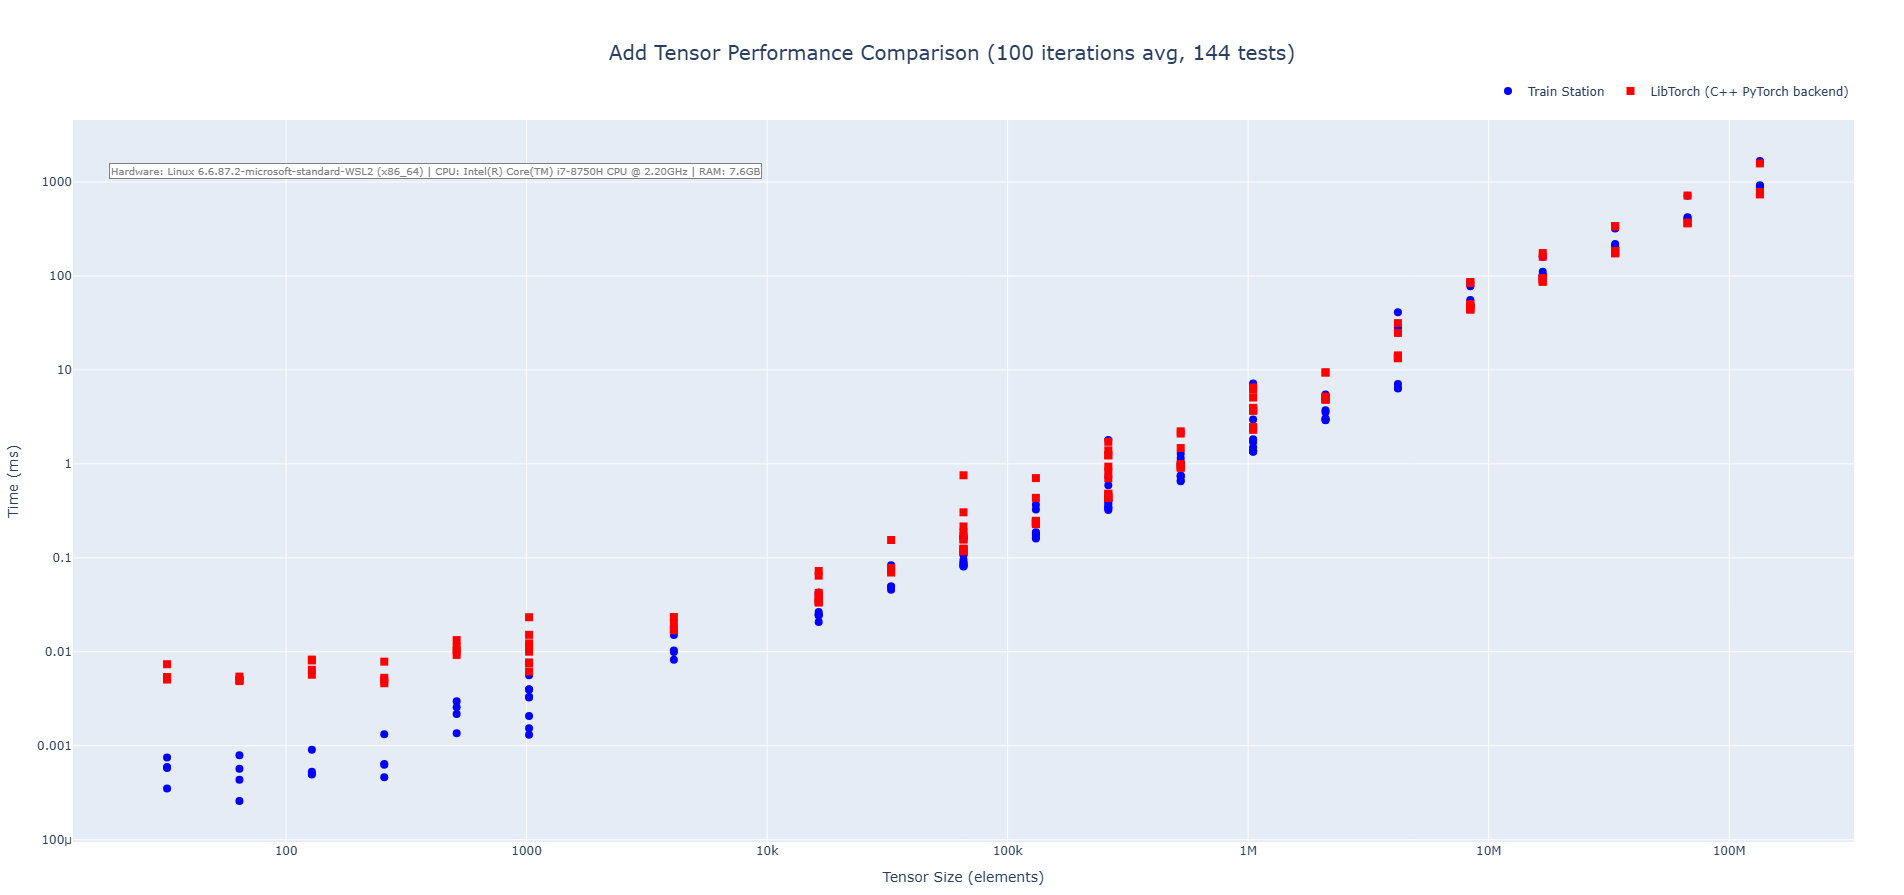 Add Tensor Performance Comparison (100 iterations avg, 144 tests)
Train Station
LibTorch (C++ PyTorch backend)
Hardware: Linux 6.6.87.2-microsoft-standard-WSL2 (x86_64) | CPU: Intel(R) Core(TM) i7-8750H CPU @ 2.20GHz | RAM: 7.6GB
1000
100
10
1
0.1
0.01
0.001
100μ
Time (ms)
100
1000
10k
100k
1M
10M
100M
Tensor Size (elements)